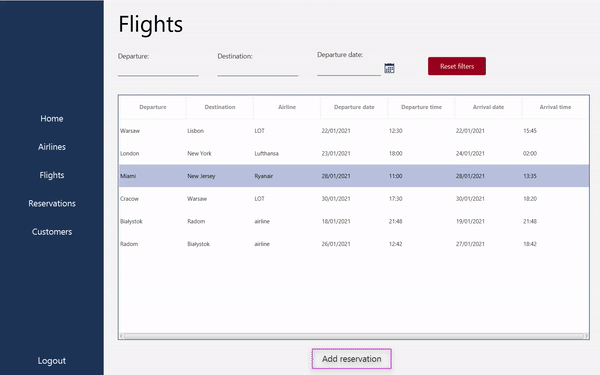 Flights
Departure: Destination: Departure date:
Reset filters
Home
Airlines
Flights
Reservations
Customers
Logout
Departure Destination Airline Departure date Departure time Arrival date Arrival time
Warsaw Lisbon LOT 22/01/2021 12:30 22/01/2021 15:45
London New York Lufthansa 23/01/2021 18:00 24/01/2021 02:00
Miami New Jersey Ryanair 28/01/2021 11:00 28/01/2021 13:35
Cracow Warsaw LOT 30/01/2021 17:30 30/01/2021 18:20
Białystok Radom airline 18/01/2021 21:48 19/01/2021 21:48
Radom Białystok airline 26/01/2021 12:42 27/01/2021 18:42
Add reservation